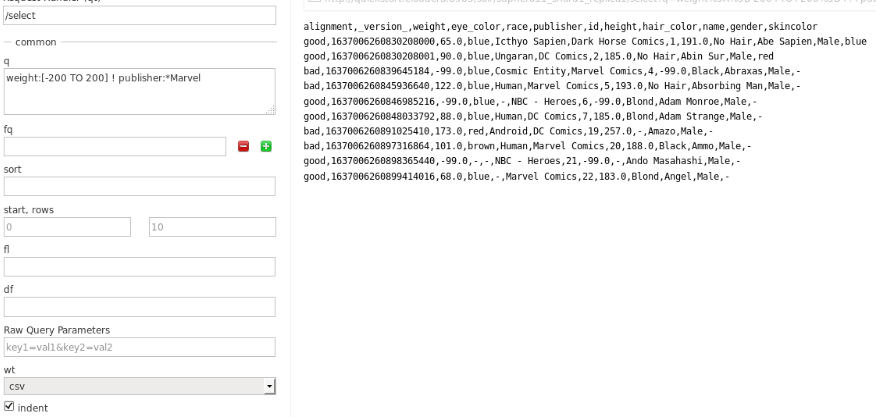 /select
common
q
weight:[-200 TO 200] ! publisher:*Marvel
fq
sort
start, rows
0 10
fl
df
Raw Query Parameters
key1=val1&key2=val2
wt
csv
indent
alignment,_version_,weight,eye_color,race,publisher,id,height,hair_color,name,gender,skincolor
good,1637006260830208000,65.0,blue,Icthyo Sapien,Dark Horse Comics,1,191.0,No Hair,Abe Sapien,Male,blue
good,1637006260830208001,90.0,blue,Ungaran,DC Comics,2,185.0,No Hair,Abin Sur,Male,red
bad,1637006260839645184,-99.0,blue,Cosmic Entity,Marvel Comics,4,-99.0,Black,Abraxas,Male,-
bad,1637006260845936640,122.0,blue,Human,Marvel Comics,5,193.0,No Hair,Absorbing Man,Male,-
good,1637006260846985216,-99.0,blue,-,NBC - Heroes,6,-99.0,Blond,Adam Monroe,Male,-
good,1637006260848033792,88.0,blue,Human,DC Comics,7,185.0,Blond,Adam Strange,Male,-
bad,1637006260891025410,173.0,red,Android,DC Comics,19,257.0,-,Amazo,Male,-
bad,1637006260897316864,101.0,brown,Human,Marvel Comics,20,188.0,Black,Ammo,Male,-
good,1637006260898365440,-99.0,-,-,NBC - Heroes,21,-99.0,-,Ando Masahashi,Male,-
good,1637006260899414016,68.0,blue,-,Marvel Comics,22,183.0,Blond,Angel,Male,-